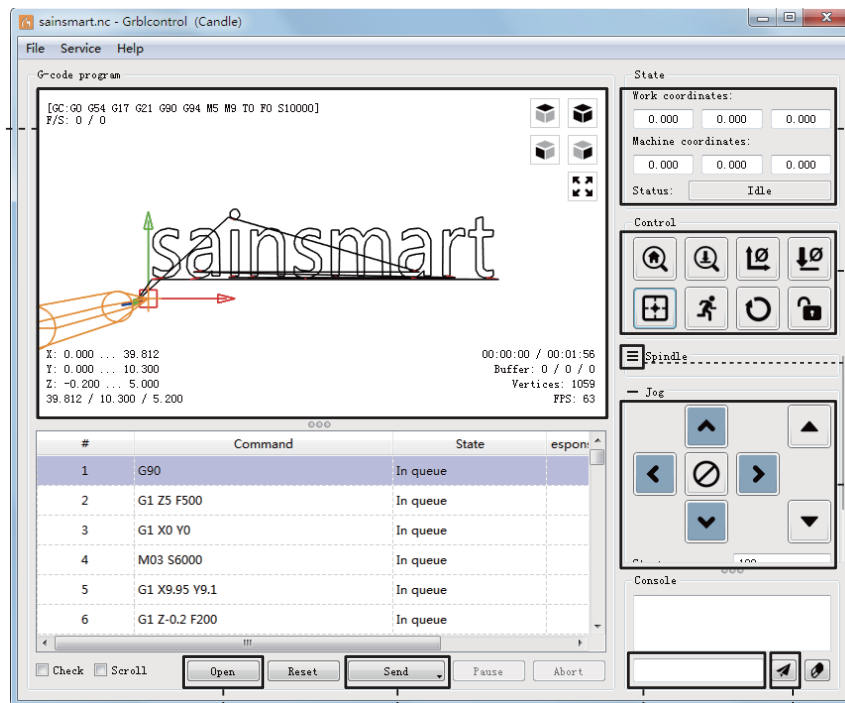 sainsmart.nc - Grblcontrol (Candle)
File Service Help
G-code program
[GC:G0 G54 G17 G21 G90 G94 M5 M9 T0 F0 S10000]
F/S: 0 / 0
sainsmart
X: 0.000 ... 39.812
Y: 0.000 ... 10.300
Z: -0.200 ... 5.000
39.812 / 10.300 / 5.200
00:00:00 / 00:01:56
Buffer: 0 / 0 / 0
Vertices: 1059
FPS: 63
# Command State espons
1 G90 In queue
2 G1 Z5 F500 In queue
3 G1 X0 Y0 In queue
4 M03 S6000 In queue
5 G1 X9.95 Y9.1 In queue
6 G1 Z-0.2 F200 In queue
Check Scroll Open Reset Send Pause Abort
State
Work coordinates:
0.000 0.000 0.000
Machine coordinates:
0.000 0.000 0.000
Status: Idle
Control
Spindle
Jog
Console